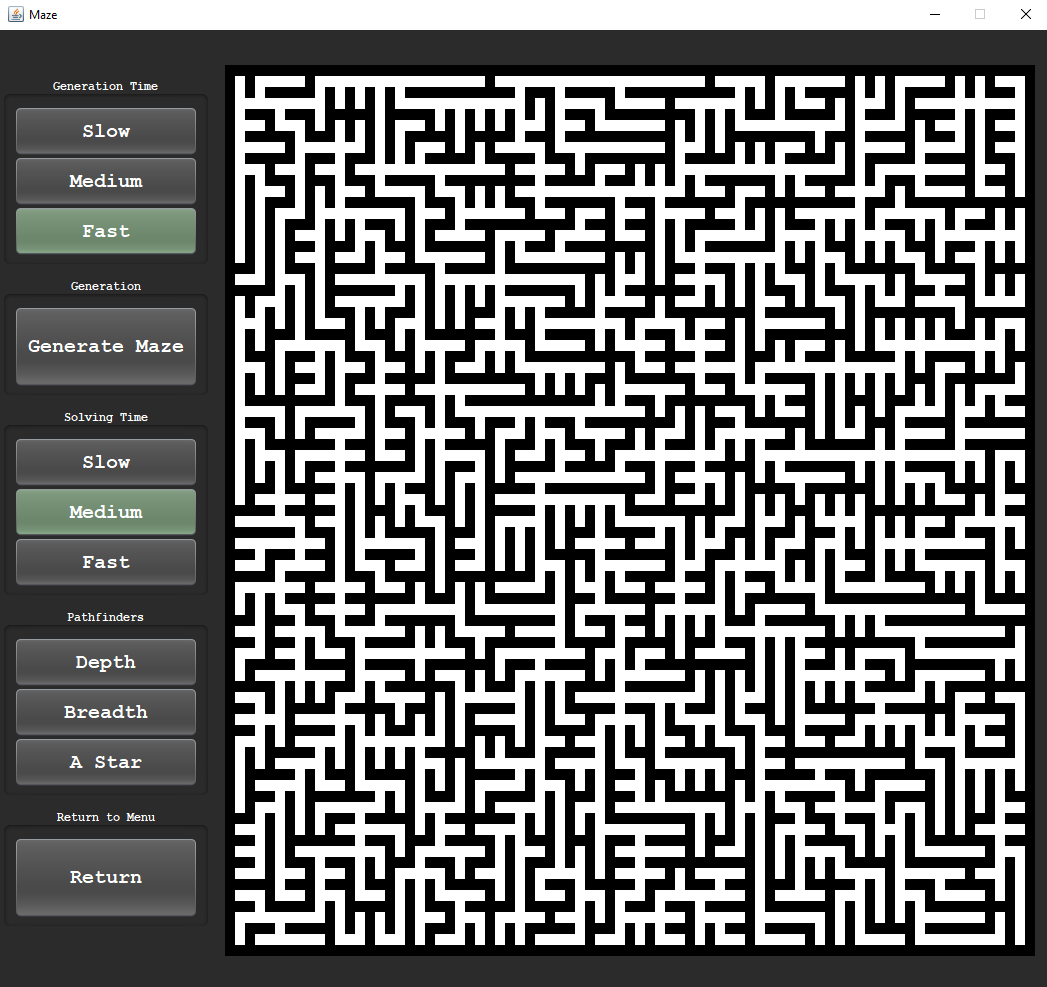 Maze
Generation Time
Slow
Medium
Fast
Generation
Generate Maze
Solving Time
Slow
Medium
Fast
Pathfinders
Depth
Breadth
A Star
Return to Menu
Return